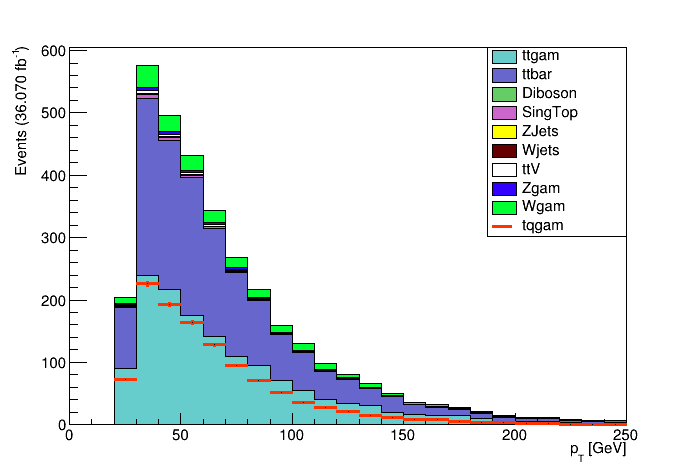 Events (36.070 fb⁻¹)
600
500
400
300
200
100
0
0 50 100 150 200 250
p_T [GeV]
ttgam
ttbar
Diboson
SingTop
ZJets
Wjets
ttV
Zgam
Wgam
tqgam